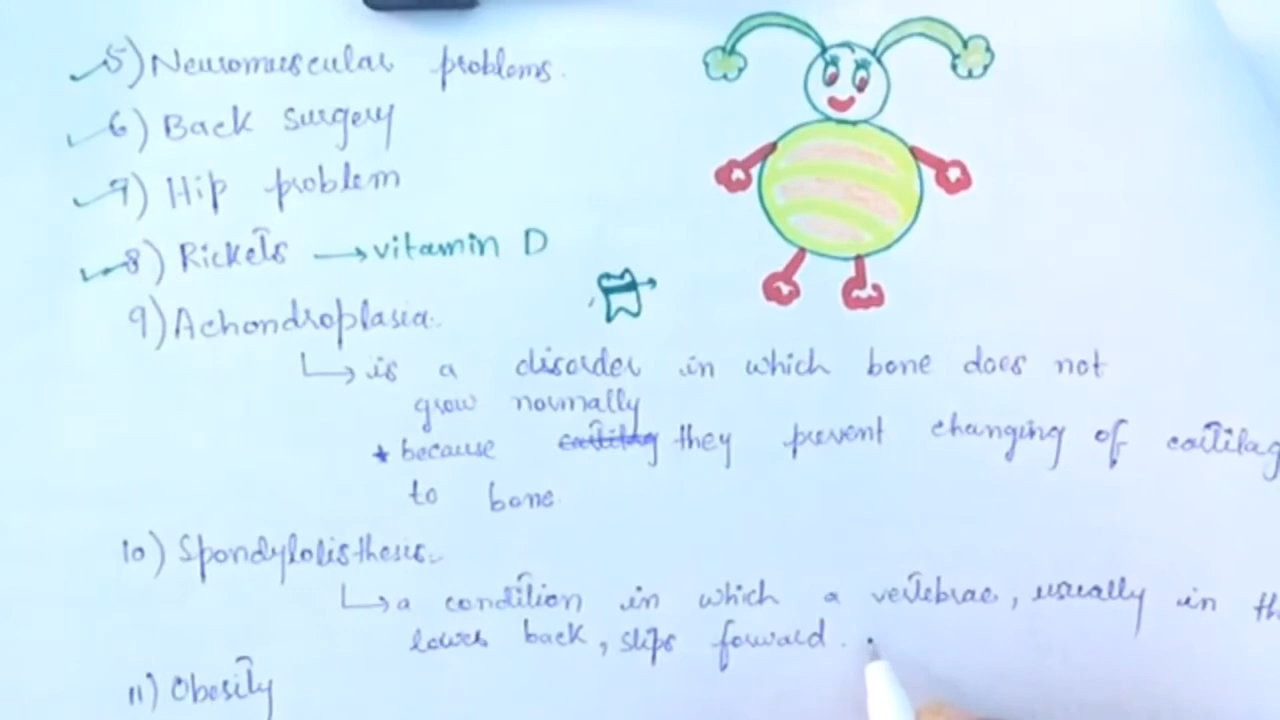 5) Neuromuscular problems.
6) Back surgery
7) Hip problem
8) Rickets → vitamin D
9) Achondroplasia.
↳ is a disorder in which bone does not
grow normally
* because they prevent changing of cartilag
to bone.
10) Spondylolisthesis.
↳ a condition in which a vertebrae, usually in th
lower back, slips forward.
11) Obesity